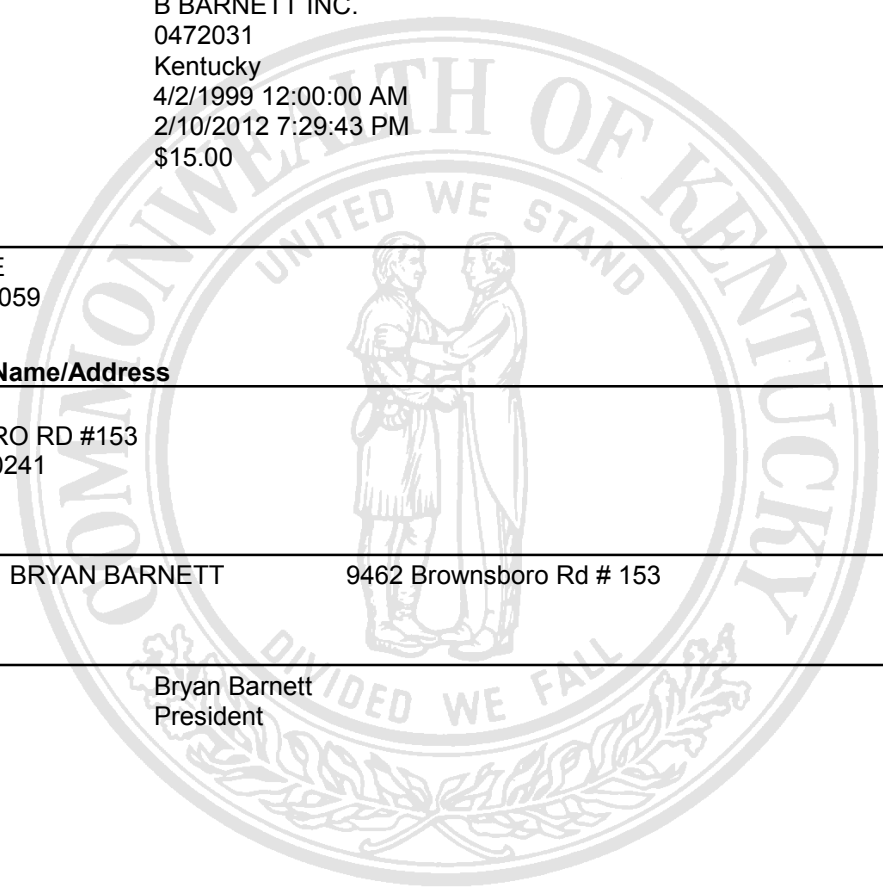 B BARNETT INC.
0472031
Kentucky
4/2/1999 12:00:00 AM
2/10/2012 7:29:43 PM
$15.00
E
059
Name/Address
RO RD #153
0241
BRYAN BARNETT 9462 Brownsboro Rd # 153
Bryan Barnett
President
COMMONWEALTH OF KENTUCKY
UNITED WE STAND
DIVIDED WE FALL